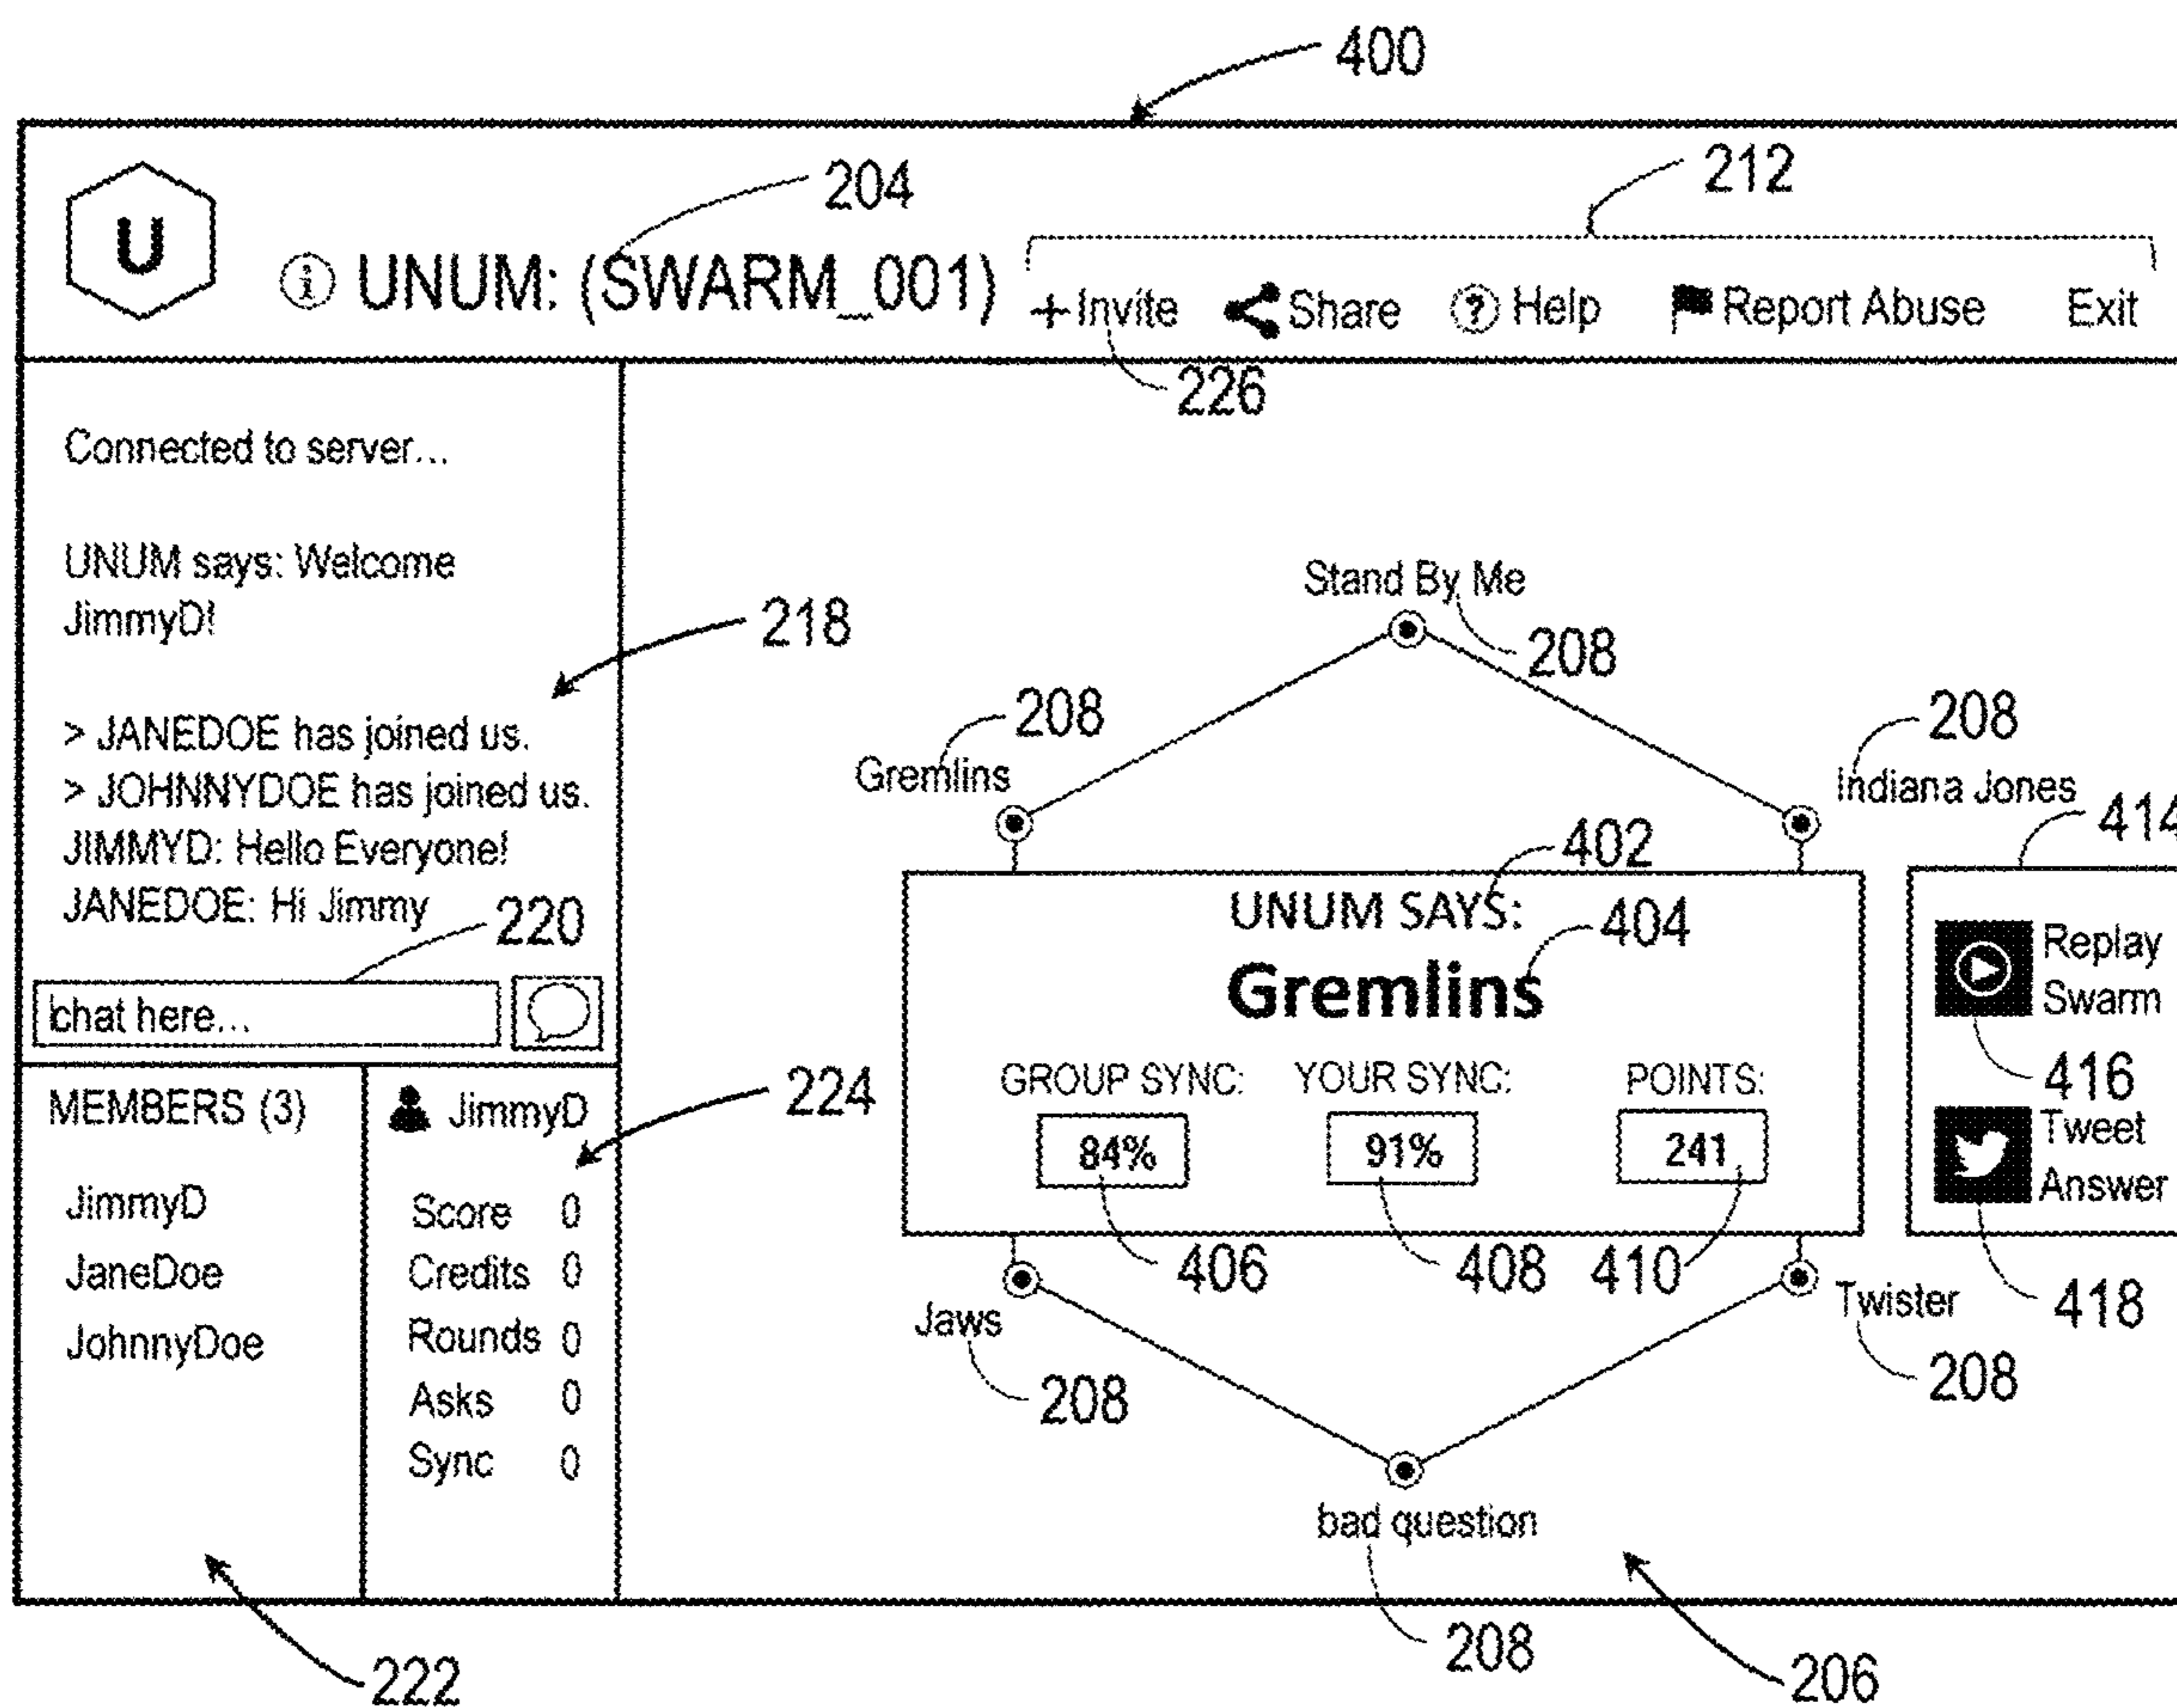 400
204
212
U
i UNUM: (SWARM_001)
+Invite Share ? Help Report Abuse Exit
226
Connected to server...
UNUM says: Welcome
JimmyD!
218
> JANEDOE has joined us.
> JOHNNYDOE has joined us.
JIMMYD: Hello Everyone!
JANEDOE: Hi Jimmy
220
chat here...
MEMBERS (3)
JimmyD
JaneDoe
JohnnyDoe
222
JimmyD
224
Score 0
Credits 0
Rounds 0
Asks 0
Sync 0
Stand By Me
208
208
Gremlins
208
Indiana Jones
402
UNUM SAYS:
404
Gremlins
GROUP SYNC: YOUR SYNC: POINTS:
84% 91% 241
406 408 410
414
Replay
Swarm
416
Tweet
Answer
418
Jaws
208
Twister
208
bad question
208
206